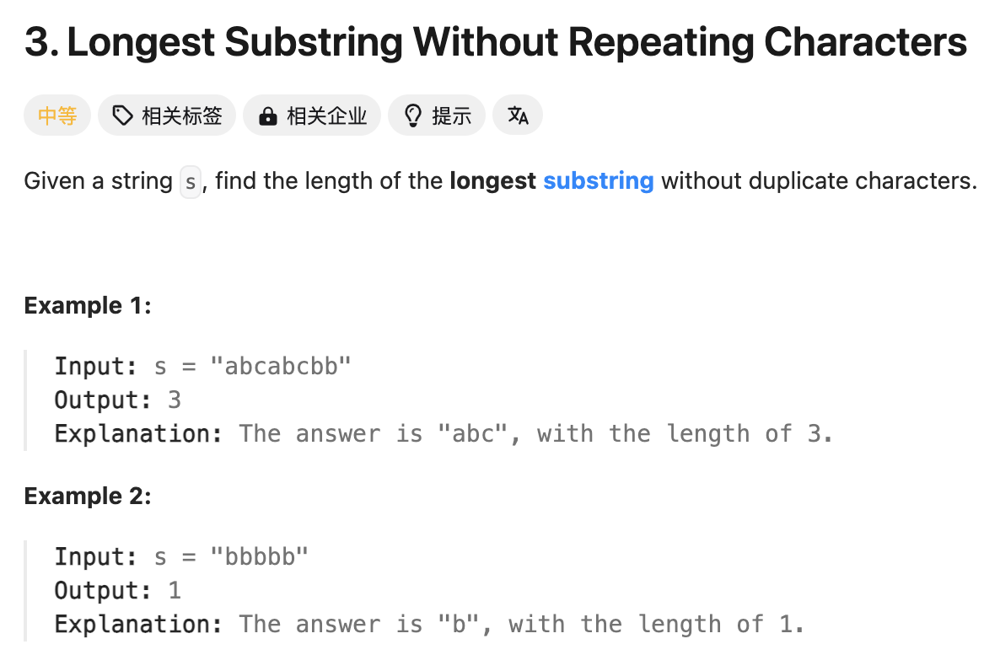 3. Longest Substring Without Repeating Characters
中等 相关标签 相关企业 提示 文A
Given a string s, find the length of the longest substring without duplicate characters.
Example 1:
Input: s = "abcabcbb"
Output: 3
Explanation: The answer is "abc", with the length of 3.
Example 2:
Input: s = "bbbbb"
Output: 1
Explanation: The answer is "b", with the length of 1.